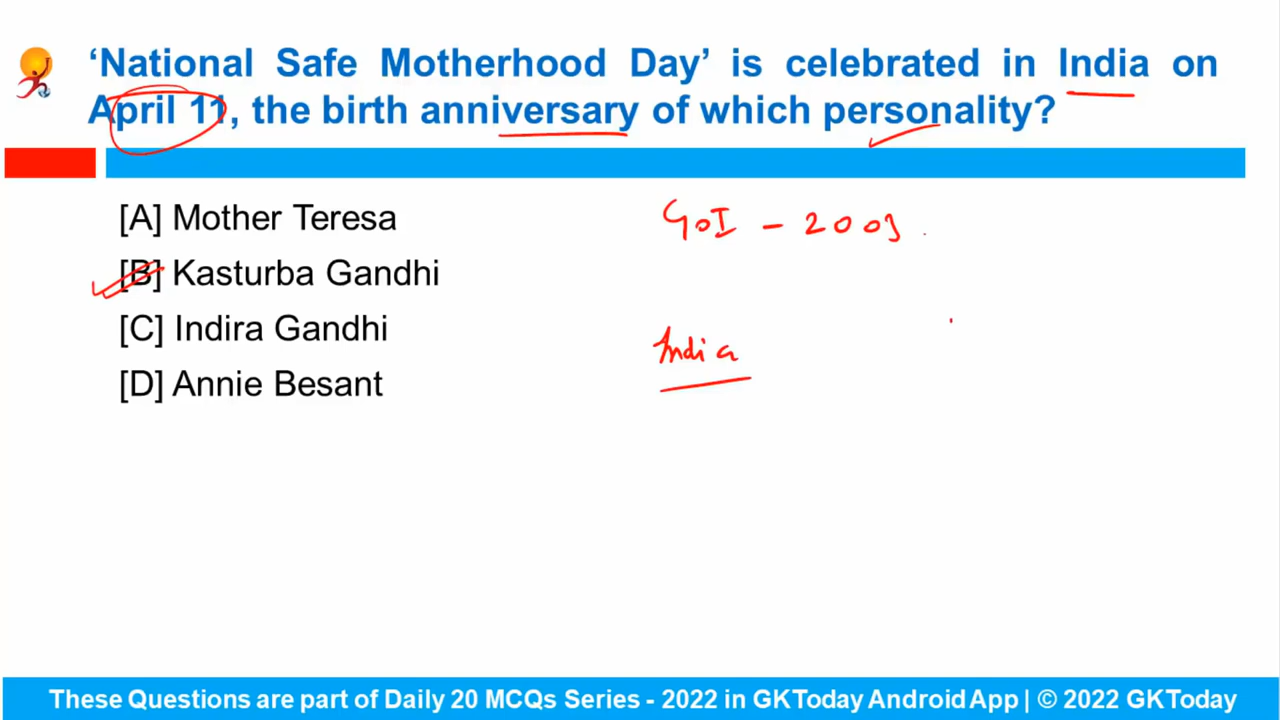 ‘National Safe Motherhood Day’ is celebrated in India on
April 11, the birth anniversary of which personality?
[A] Mother Teresa
GOI - 2003
[B] Kasturba Gandhi
[C] Indira Gandhi
India
[D] Annie Besant
These Questions are part of Daily 20 MCQs Series - 2022 in GKToday Android App | © 2022 GKToday